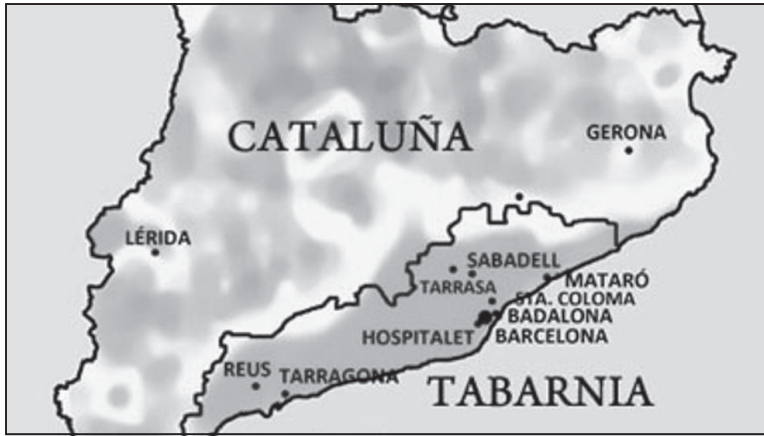 CATALUÑA
GERONA
LÉRIDA
SABADELL
TARRASA
MATARÓ
STA. COLOMA
BADALONA
HOSPITALET
BARCELONA
REUS
TARRAGONA
TABARNIA